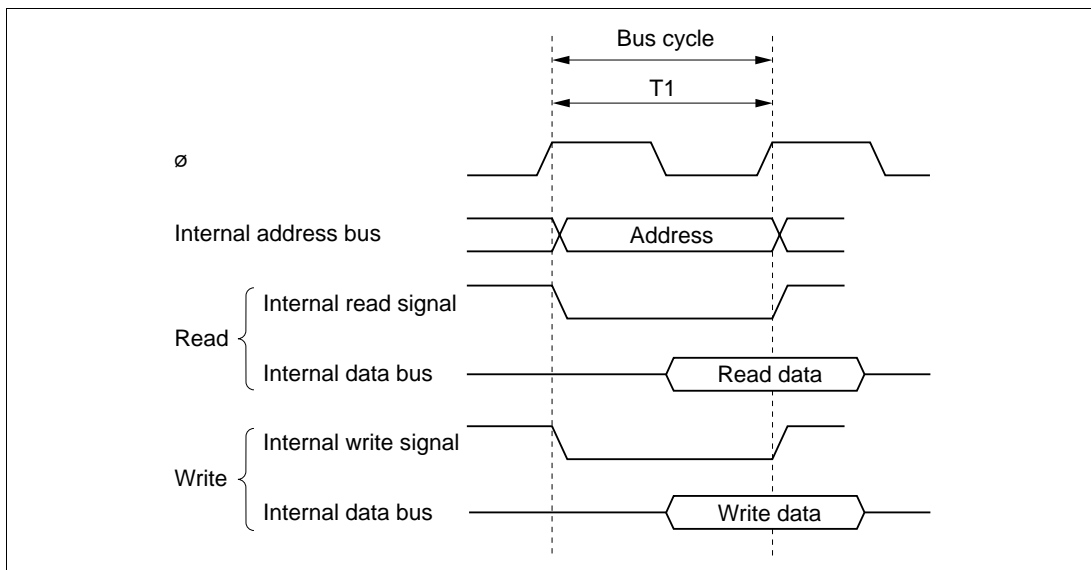 Bus cycle
T1
ø
Internal address bus
Address
Internal read signal
Read
Internal data bus
Read data
Internal write signal
Write
Internal data bus
Write data